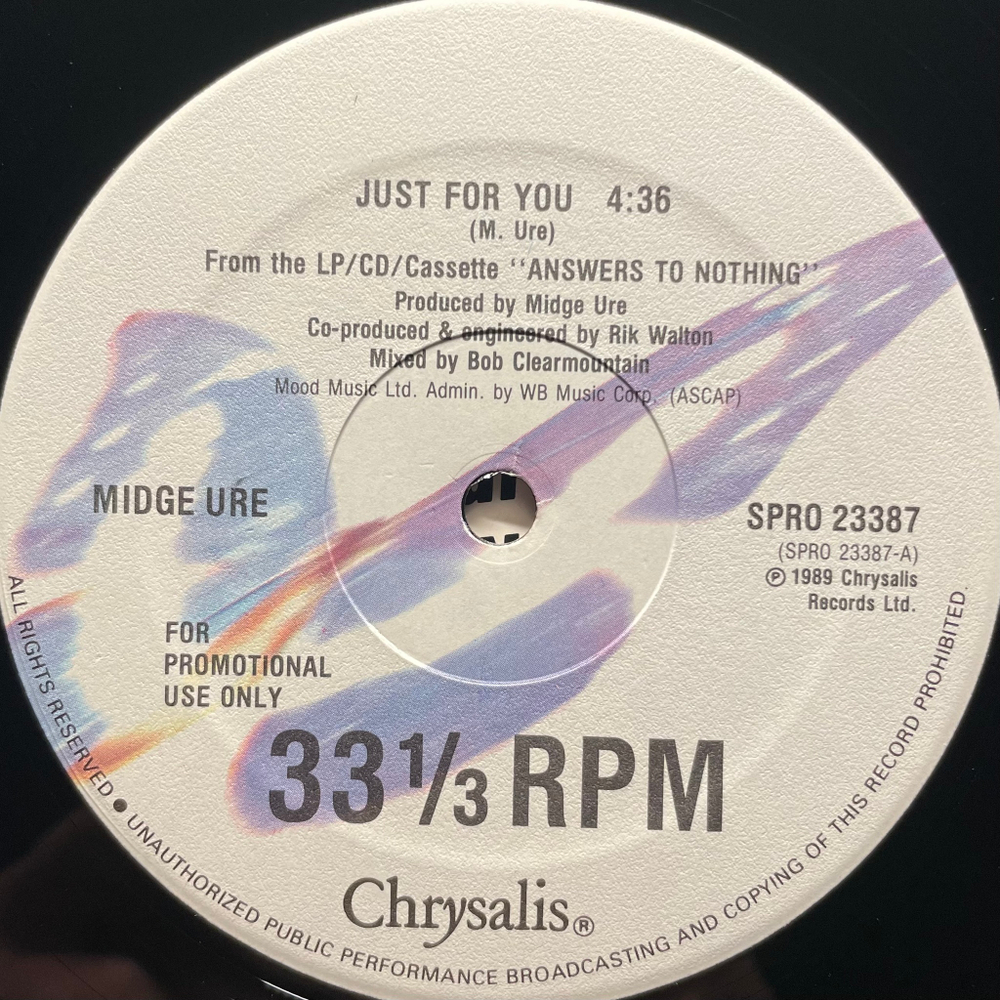 JUST FOR YOU 4:36
(M. Ure)
From the LP/CD/Cassette ‘‘ANSWERS TO NOTHING’’
Produced by Midge Ure
Co-produced & engineered by Rik Walton
Mixed by Bob Clearmountain
Mood Music Ltd. Admin. by WB Music Corp. (ASCAP)
MIDGE URE
SPRO 23387
(SPRO 23387-A)
℗ 1989 Chrysalis
Records Ltd.
FOR
PROMOTIONAL
USE ONLY
33 1/3 RPM
Chrysalis®
ALL RIGHTS RESERVED • UNAUTHORIZED PUBLIC PERFORMANCE BROADCASTING AND COPYING OF THIS RECORD PROHIBITED.